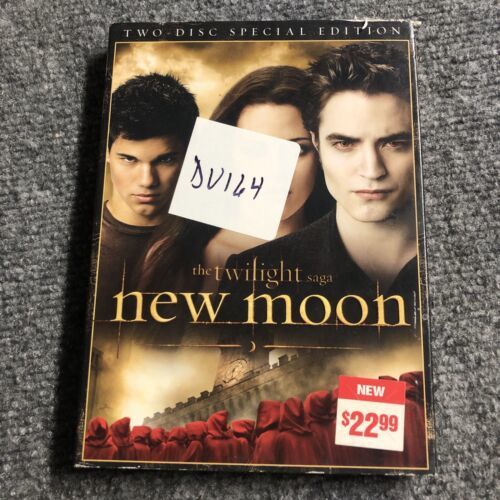 TWO-DISC SPECIAL EDITION
DV164
the twilight saga
new moon
NEW
$22.99